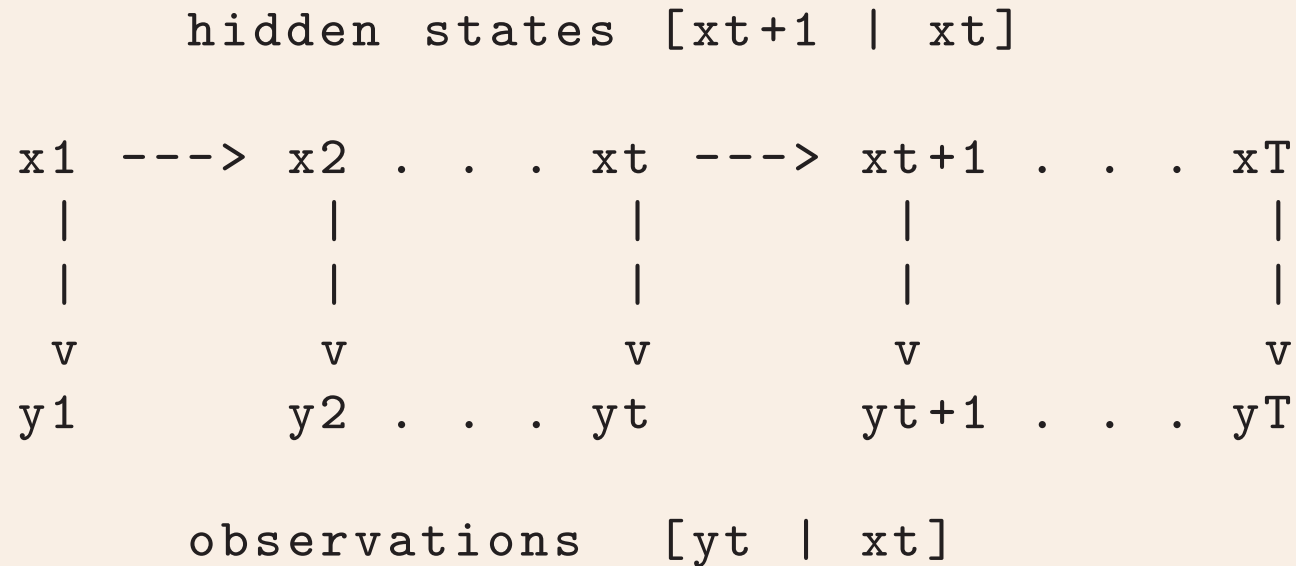 hidden states [xt+1 | xt]
x1 ---> x2 . . . xt ---> xt+1 . . . xT
| | | | |
| | | | |
v v v v v
y1 y2 . . . yt yt+1 . . . yT
observations [yt | xt]